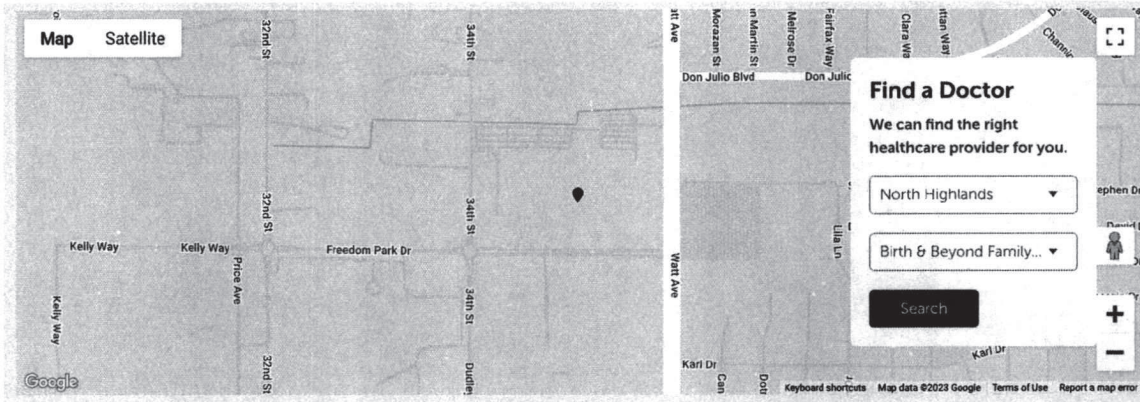 Map
Satellite
32nd St
34th St
Watt Ave
Morazan St
Melrose Dr
Fairfax Way
Don Julio Blvd
Find a Doctor
We can find the right
healthcare provider for you.
North Highlands
Birth & Beyond Family...
Search
32nd St
34th St
Kelly Way
Kelly Way
Freedom Park Dr
Price Ave
Kelly Way
34th St
Watt Ave
Lila Ln
32nd St
Karl Dr
Karl Dr
Google
Keyboard shortcuts
Map data ©2023 Google
Terms of Use
Report a map error